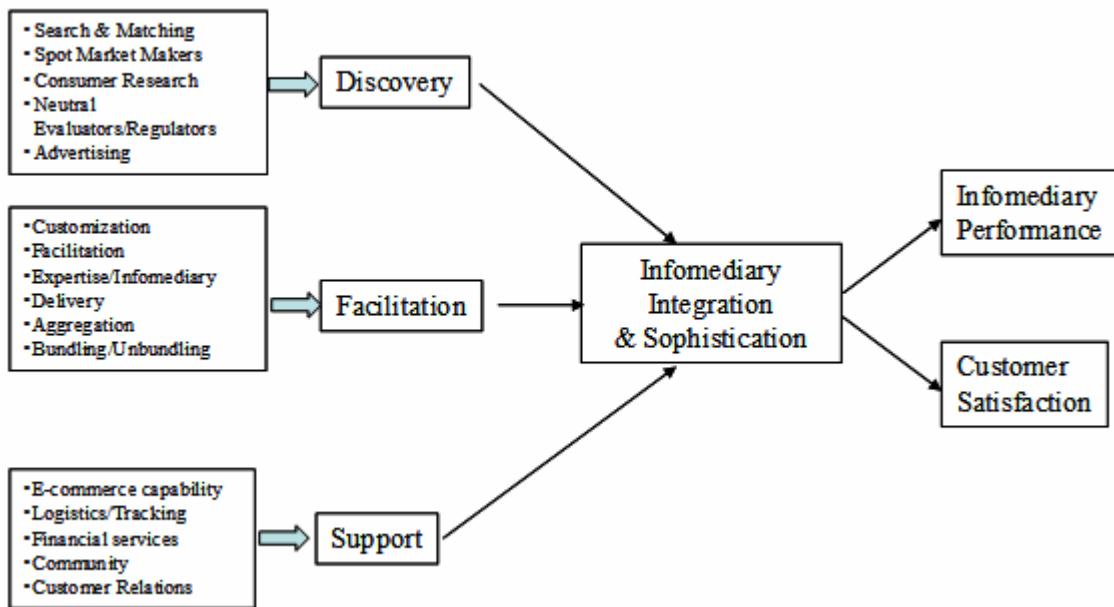 • Search & Matching
• Spot Market Makers
• Consumer Research
• Neutral
Evaluators/Regulators
• Advertising
Discovery
• Customization
• Facilitation
• Expertise/Infomediary
• Delivery
• Aggregation
• Bundling/Unbundling
Facilitation
• E-commerce capability
• Logistics/Tracking
• Financial services
• Community
• Customer Relations
Support
Infomediary
Integration
& Sophistication
Infomediary
Performance
Customer
Satisfaction